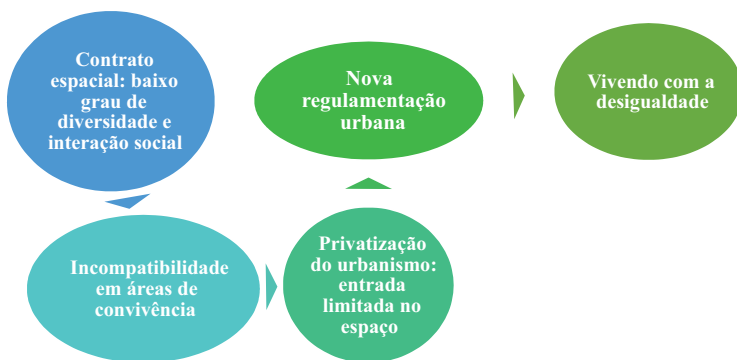 Contrato
espacial: baixo
grau de
diversidade e
interação social
Incompatibilidade
em áreas de
convivência
Privatização
do urbanismo:
entrada
limitada no
espaço
Nova
regulamentação
urbana
Vivendo com a
desigualdade